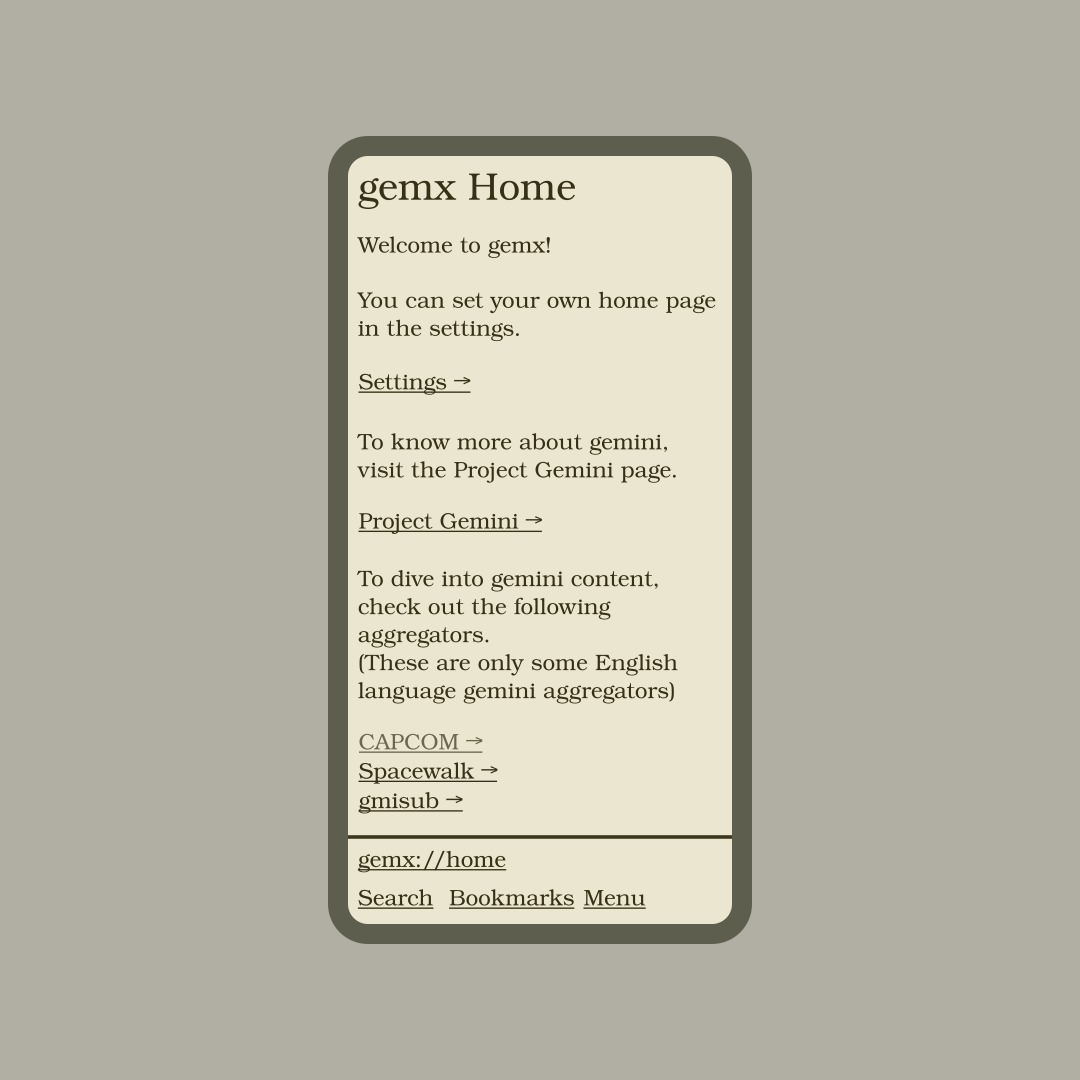 gemx Home
Welcome to gemx!
You can set your own home page
in the settings.
Settings →
To know more about gemini,
visit the Project Gemini page.
Project Gemini →
To dive into gemini content,
check out the following
aggregators.
(These are only some English
language gemini aggregators)
CAPCOM →
Spacewalk →
gmisub →
gemx://home
Search Bookmarks Menu